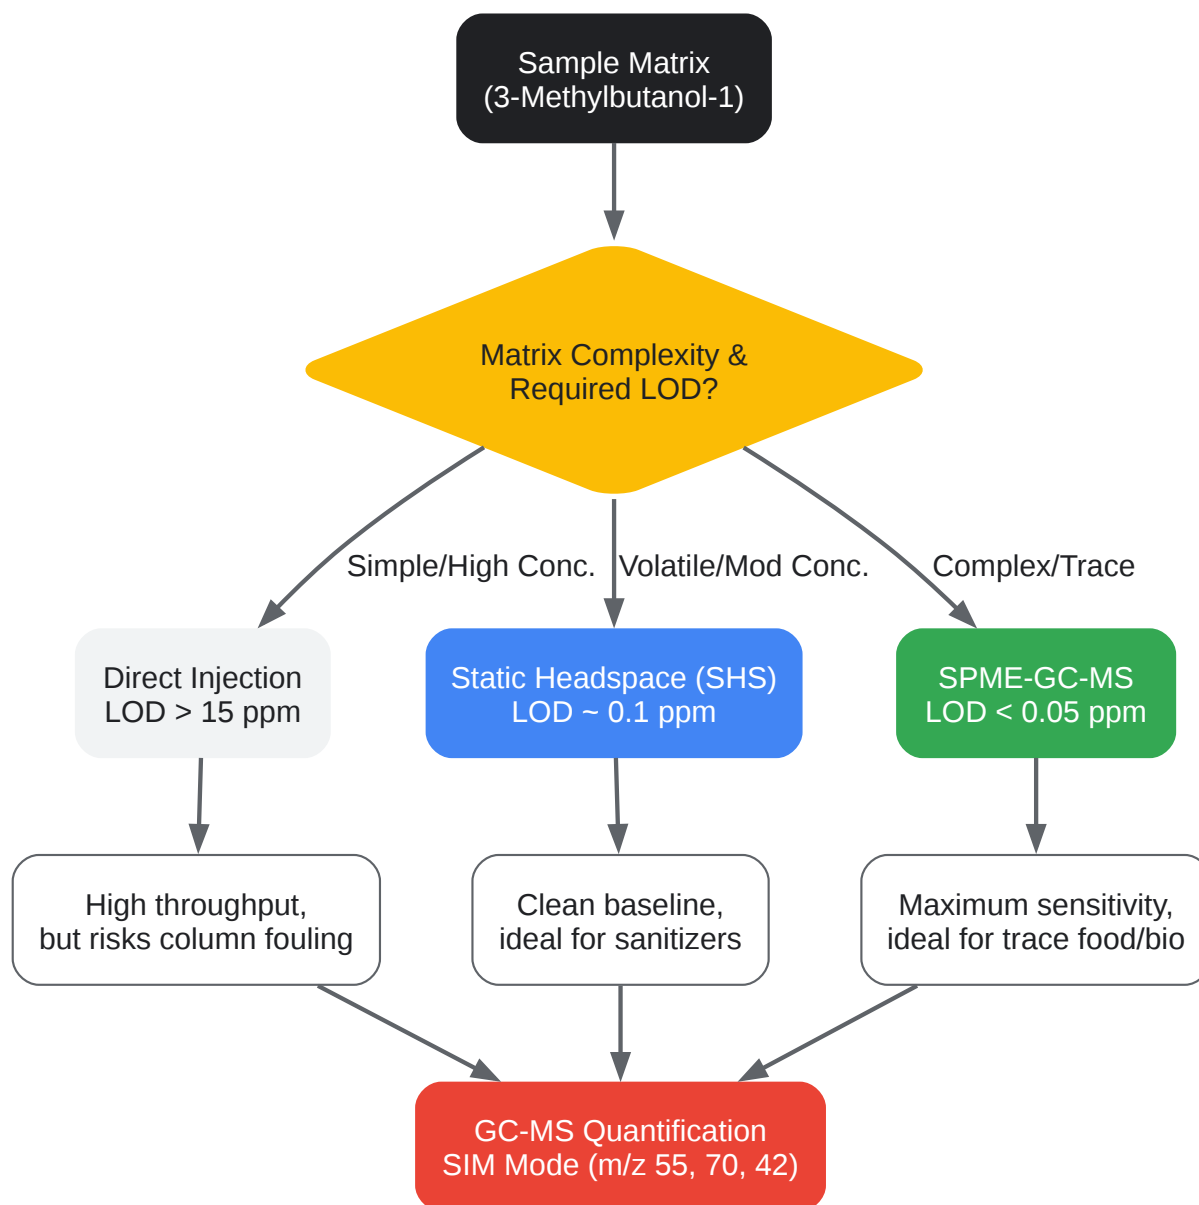 Sample Matrix
(3-Methylbutanol-1)
Matrix Complexity &
Required LOD?
Simple/High Conc.
Volatile/Mod Conc.
Complex/Trace
Direct Injection
LOD > 15 ppm
Static Headspace (SHS)
LOD ~ 0.1 ppm
SPME-GC-MS
LOD < 0.05 ppm
High throughput,
but risks column fouling
Clean baseline,
ideal for sanitizers
Maximum sensitivity,
ideal for trace food/bio
GC-MS Quantification
SIM Mode (m/z 55, 70, 42)